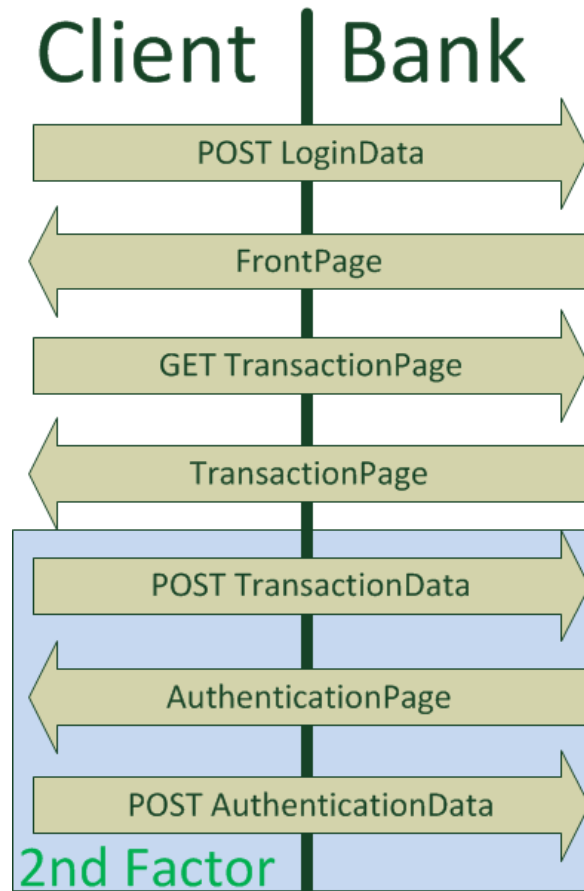 Client Bank
POST LoginData
FrontPage
GET TransactionPage
TransactionPage
POST TransactionData
AuthenticationPage
POST AuthenticationData
2nd Factor